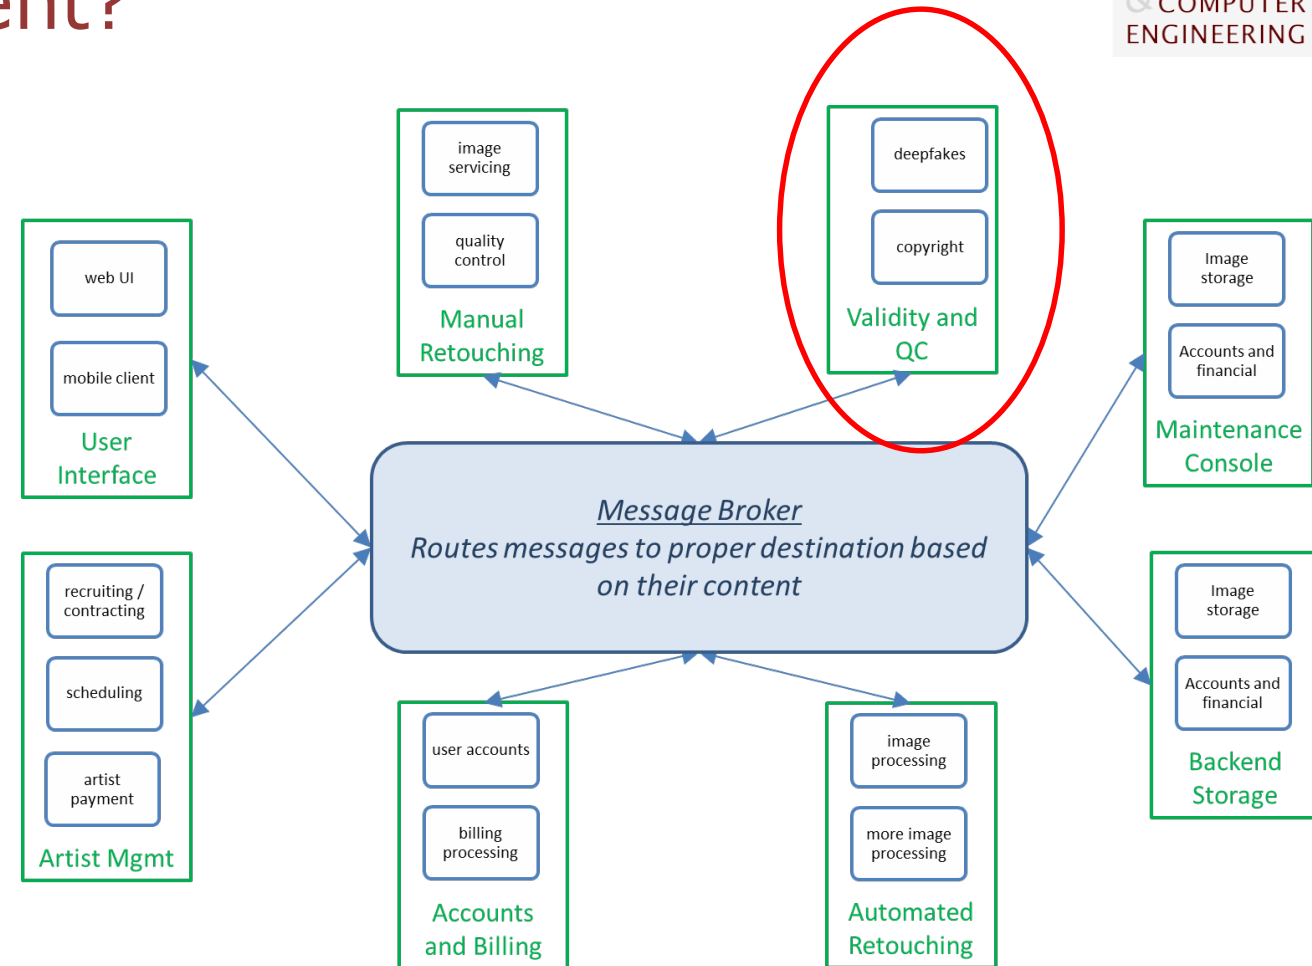 ent?
& COMPUTER
ENGINEERING
image
servicing
quality
control
Manual
Retouching
deepfakes
copyright
Validity and
QC
web UI
mobile client
User
Interface
Image
storage
Accounts and
financial
Maintenance
Console
Message Broker
Routes messages to proper destination based
on their content
recruiting /
contracting
scheduling
artist
payment
Artist Mgmt
Image
storage
Accounts and
financial
Backend
Storage
user accounts
billing
processing
Accounts
and Billing
image
processing
more image
processing
Automated
Retouching